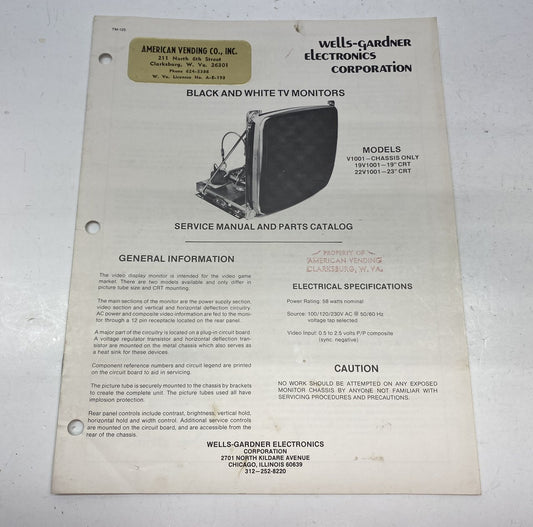 TM-125
AMERICAN VENDING CO., INC.
211 North 6th Street
Clarksburg, W. Va. 26301
Phone 624-5398
W. Va. License No. A-B-198
Wells-Gardner
Electronics
CORPORATION
BLACK AND WHITE TV MONITORS
MODELS
V1001—CHASSIS ONLY
19V1001—19" CRT
22V1001—23" CRT
SERVICE MANUAL AND PARTS CATALOG
PROPERTY OF
AMERICAN VENDING
CLARKSBURG, W. VA.
GENERAL INFORMATION
The video display monitor is intended for the video game
market. There are two models available and only differ in
picture tube size and CRT mounting.
The main sections of the monitor are the power supply section,
video section and vertical and horizontal deflection circuitry.
AC power and composite video information are fed to the moni-
tor through a 12 pin receptacle located on the rear panel.
A major part of the circuitry is located on a plug-in circuit board.
A voltage regulator transistor and horizontal deflection tran-
sistor are mounted on the metal chassis which also serves as
a heat sink for these devices.
Component reference numbers and circuit legend are printed
on the circuit board to aid in servicing.
The picture tube is securely mounted to the chassis by brackets
to create the complete unit. The picture tubes used all have
implosion protection.
Rear panel controls include contrast, brightness, vertical hold,
horizontal hold and width control. Additional service controls
are mounted on the circuit board, and are accessible from the
rear of the chassis.
ELECTRICAL SPECIFICATIONS
Power Rating: 58 watts nominal
Source: 100/120/230V AC @ 50/60 Hz
voltage tap selected
Video Input: 0.5 to 2.5 volts P/P composite
(sync. negative)
CAUTION
NO WORK SHOULD BE ATTEMPTED ON ANY EXPOSED
MONITOR CHASSIS BY ANYONE NOT FAMILIAR WITH
SERVICING PROCEDURES AND PRECAUTIONS.
WELLS-GARDNER ELECTRONICS
CORPORATION
2701 NORTH KILDARE AVENUE
CHICAGO, ILLINOIS 60639
312—252-8220